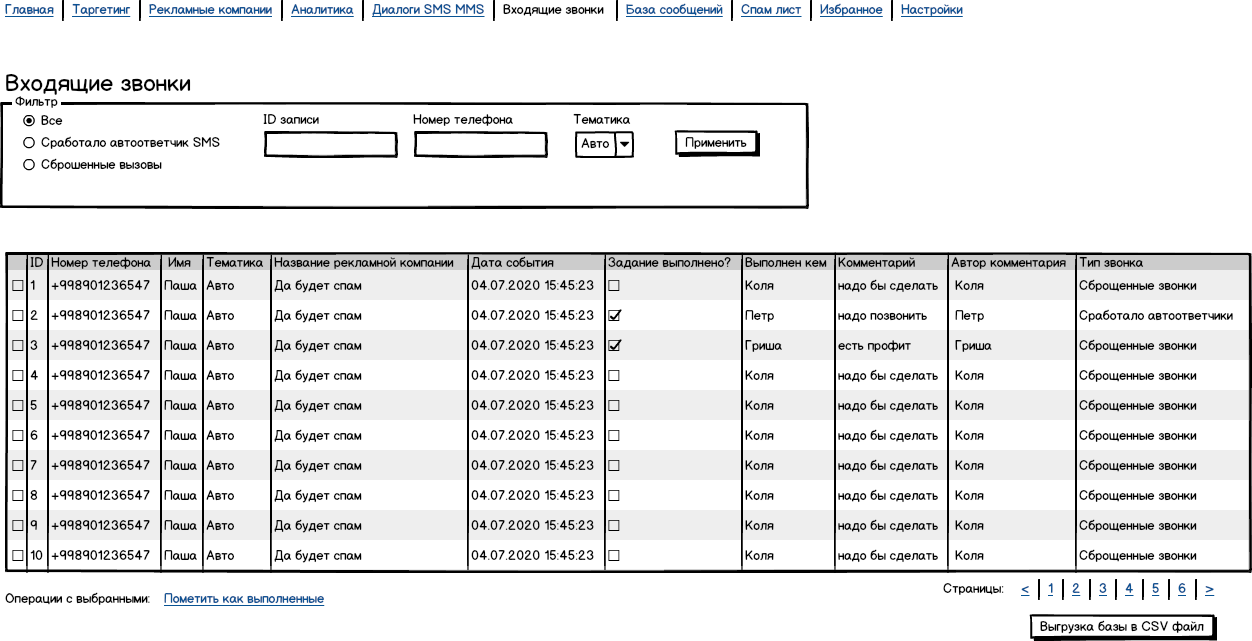 Главная Таргетинг Рекламные компании Аналитика Диалоги SMS MMS Входящие звонки База сообщений Спам лист Избранное Настройки
Входящие звонки
Фильтр
Все ID записи Номер телефона Тематика
Сработало автоответчик SMS Авто Применить
Сброшенные вызовы
ID Номер телефона Имя Тематика Название рекламной компании Дата события Задание выполнено? Выполнен кем Комментарий Автор комментария Тип звонка
1 +998901236547 Паша Авто Да будет спам 04.07.2020 15:45:23 Коля надо бы сделать Коля Сброщенные звонки
2 +998901236547 Паша Авто Да будет спам 04.07.2020 15:45:23 Петр надо позвонить Петр Сработало автоответчики
3 +998901236547 Паша Авто Да будет спам 04.07.2020 15:45:23 Гриша есть профит Гриша Сброщенные звонки
4 +998901236547 Паша Авто Да будет спам 04.07.2020 15:45:23 Коля надо бы сделать Коля Сброщенные звонки
5 +998901236547 Паша Авто Да будет спам 04.07.2020 15:45:23 Коля надо бы сделать Коля Сброщенные звонки
6 +998901236547 Паша Авто Да будет спам 04.07.2020 15:45:23 Коля надо бы сделать Коля Сброщенные звонки
7 +998901236547 Паша Авто Да будет спам 04.07.2020 15:45:23 Коля надо бы сделать Коля Сброщенные звонки
8 +998901236547 Паша Авто Да будет спам 04.07.2020 15:45:23 Коля надо бы сделать Коля Сброщенные звонки
9 +998901236547 Паша Авто Да будет спам 04.07.2020 15:45:23 Коля надо бы сделать Коля Сброщенные звонки
10 +998901236547 Паша Авто Да будет спам 04.07.2020 15:45:23 Коля надо бы сделать Коля Сброщенные звонки
Страницы: < 1 2 3 4 5 6 >
Операции с выбранными: Пометить как выполненные
Выгрузка базы в CSV файл